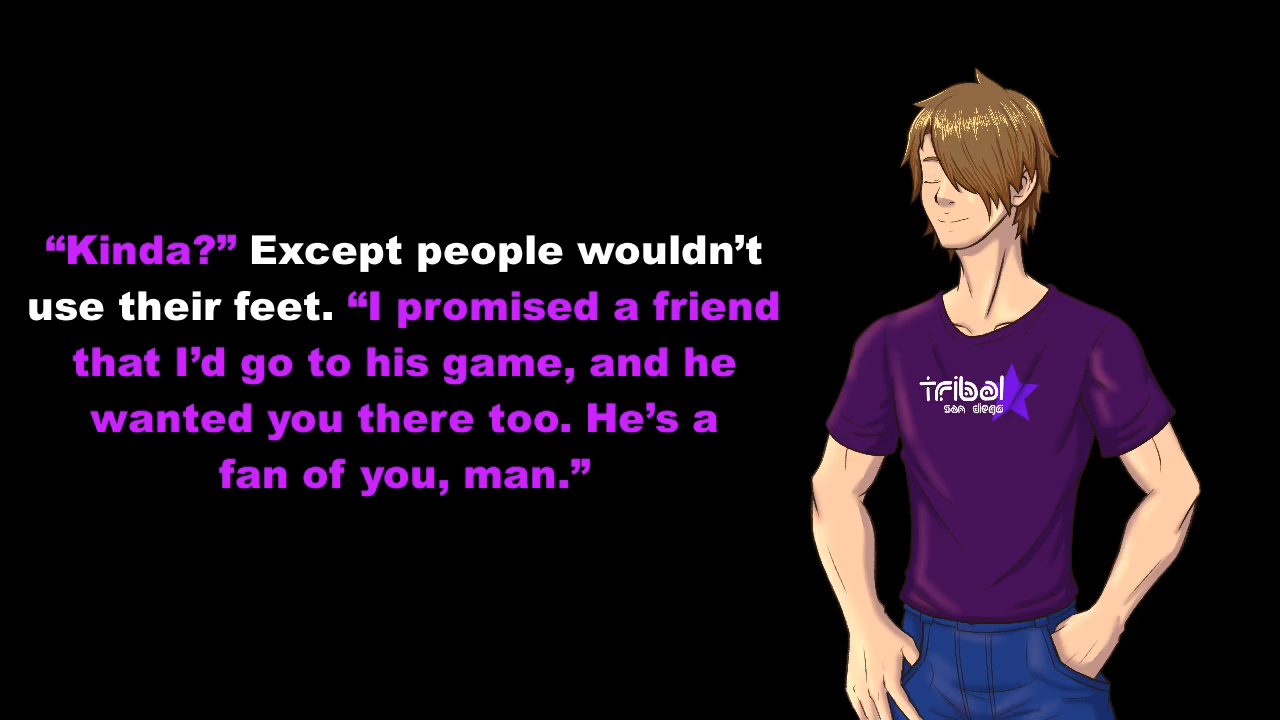 “Kinda?” Except people wouldn’t
use their feet. “I promised a friend
that I’d go to his game, and he
wanted you there too. He’s a
fan of you, man.”
tribal
san diego